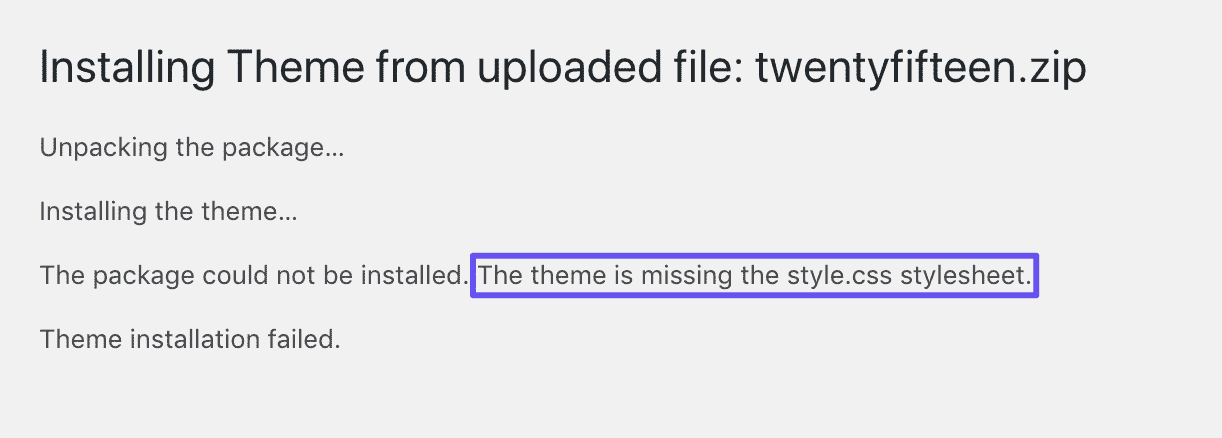 Installing Theme from uploaded file: twentyfifteen.zip
Unpacking the package…
Installing the theme…
The package could not be installed. The theme is missing the style.css stylesheet.
Theme installation failed.